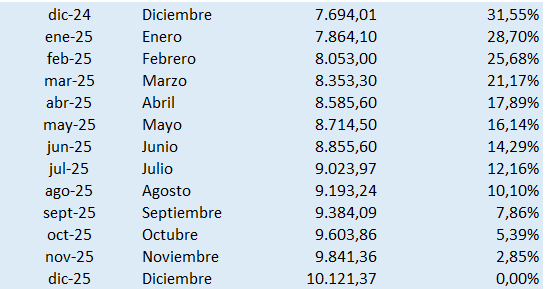 dic-24 Diciembre 7.694,01 31,55%
ene-25 Enero 7.864,10 28,70%
feb-25 Febrero 8.053,00 25,68%
mar-25 Marzo 8.353,30 21,17%
abr-25 Abril 8.585,60 17,89%
may-25 Mayo 8.714,50 16,14%
jun-25 Junio 8.855,60 14,29%
jul-25 Julio 9.023,97 12,16%
ago-25 Agosto 9.193,24 10,10%
sept-25 Septiembre 9.384,09 7,86%
oct-25 Octubre 9.603,86 5,39%
nov-25 Noviembre 9.841,36 2,85%
dic-25 Diciembre 10.121,37 0,00%